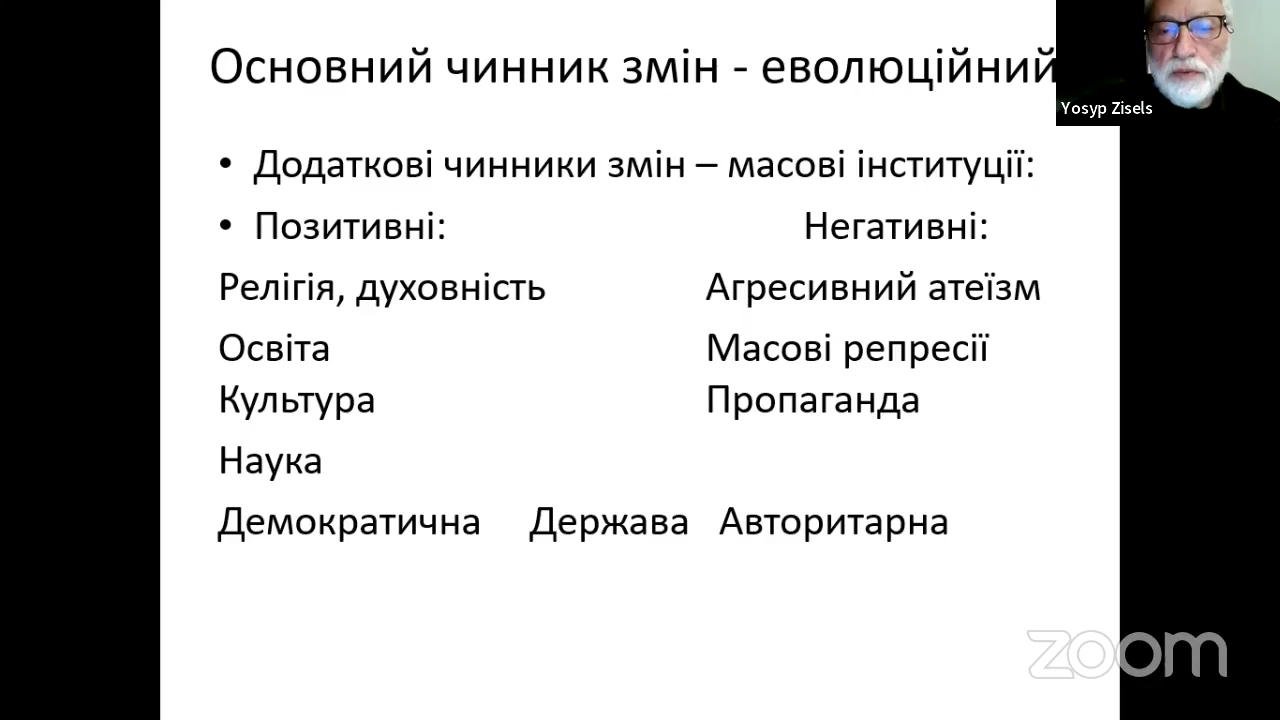 Основний чинник змін - еволюційний
Yosyp Zisels
• Додаткові чинники змін – масові інституції:
• Позитивні: Негативні:
Релігія, духовність Агресивний атеїзм
Освіта Масові репресії
Культура Пропаганда
Наука
Демократична Держава Авторитарна
zoom